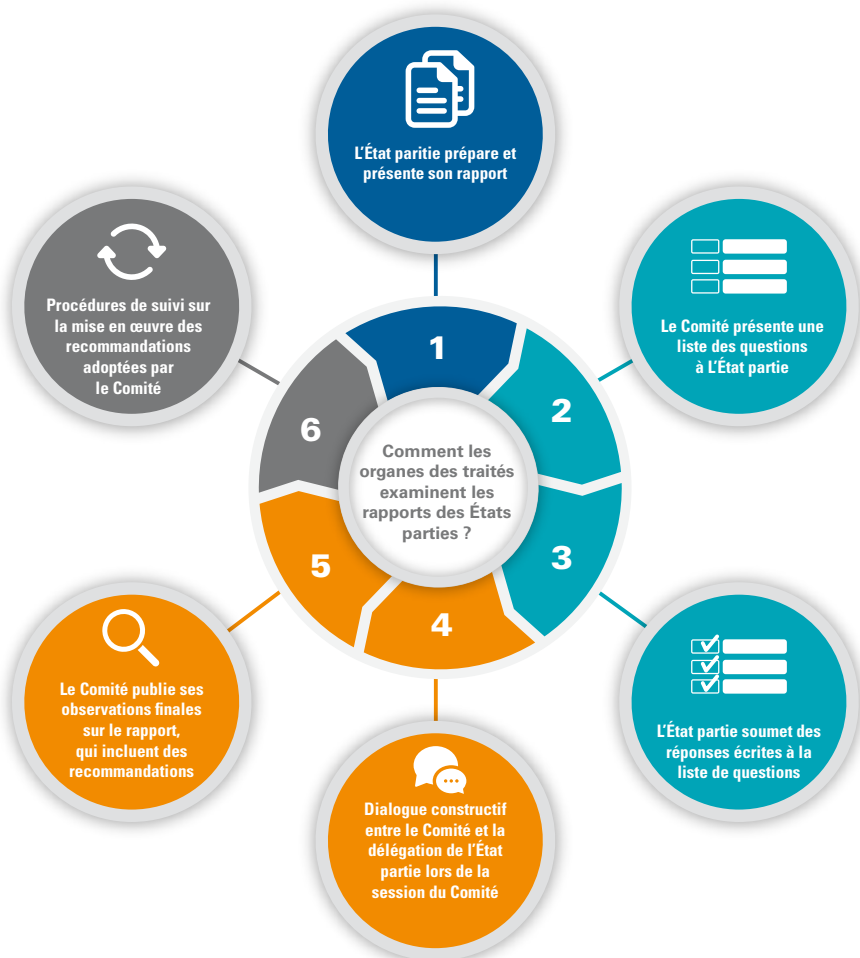 L'État paritie prépare et
présente son rapport
Le Comité présente une
liste des questions
à L'État partie
L'État partie soumet des
réponses écrites à la
liste de questions
Dialogue constructif
entre le Comité et la
délégation de l'État
partie lors de la
session du Comité
Le Comité publie ses
observations finales
sur le rapport,
qui incluent des
recommandations
Procédures de suivi sur
la mise en œuvre des
recommandations
adoptées par
le Comité
1
2
3
4
5
6
Comment les
organes des traités
examinent les
rapports des États
parties ?